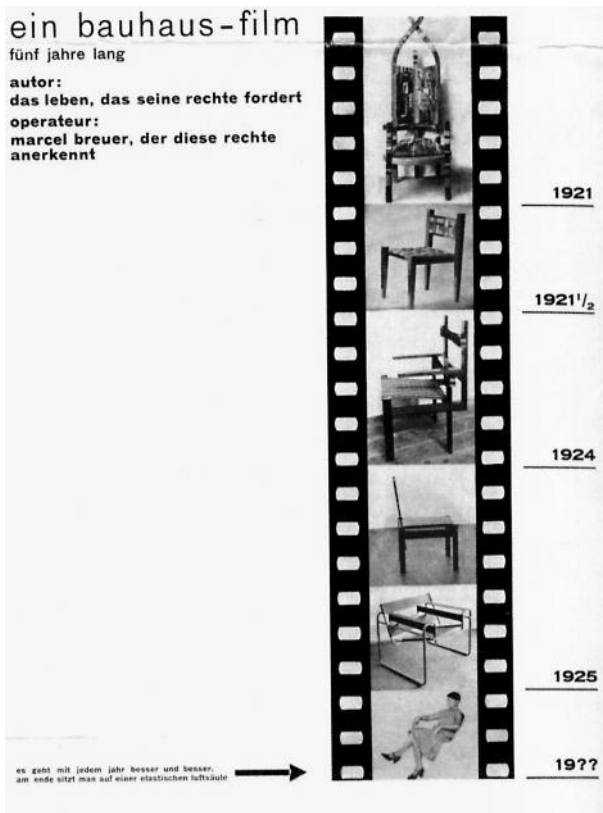 ein bauhaus-film
fünf jahre lang
autor:
das leben, das seine rechte fordert
operateur:
marcel breuer, der diese rechte
anerkennt
1921
1921½
1924
1925
19??
es geht mit jedem jahr besser und besser.
am ende sitzt man auf einer elastischen luftsäule